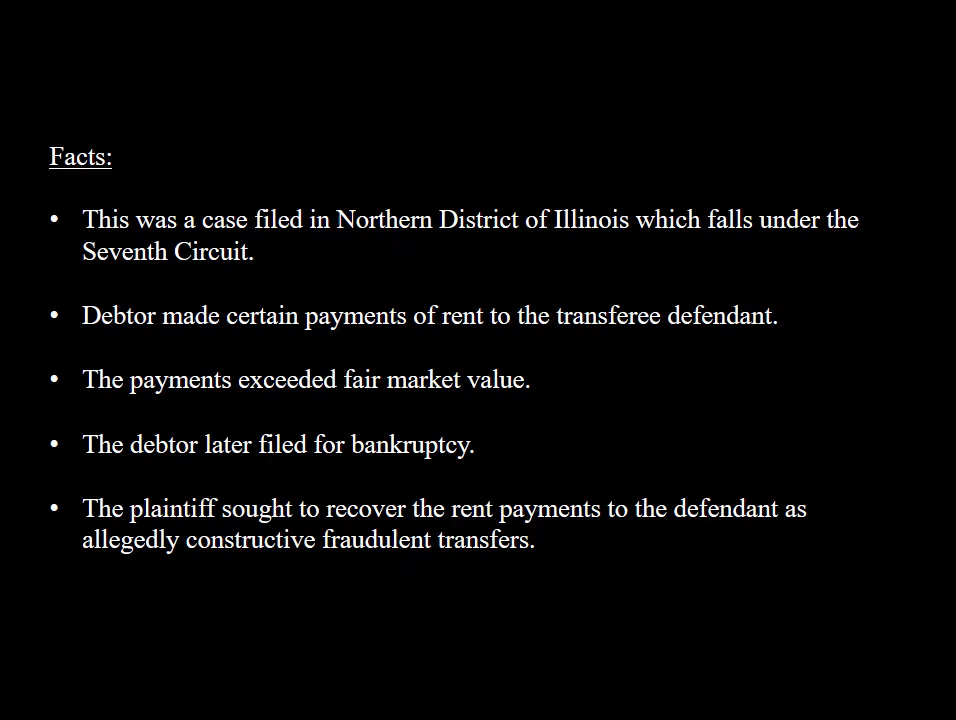 Facts:
• This was a case filed in Northern District of Illinois which falls under the
Seventh Circuit.
• Debtor made certain payments of rent to the transferee defendant.
• The payments exceeded fair market value.
• The debtor later filed for bankruptcy.
• The plaintiff sought to recover the rent payments to the defendant as
allegedly constructive fraudulent transfers.